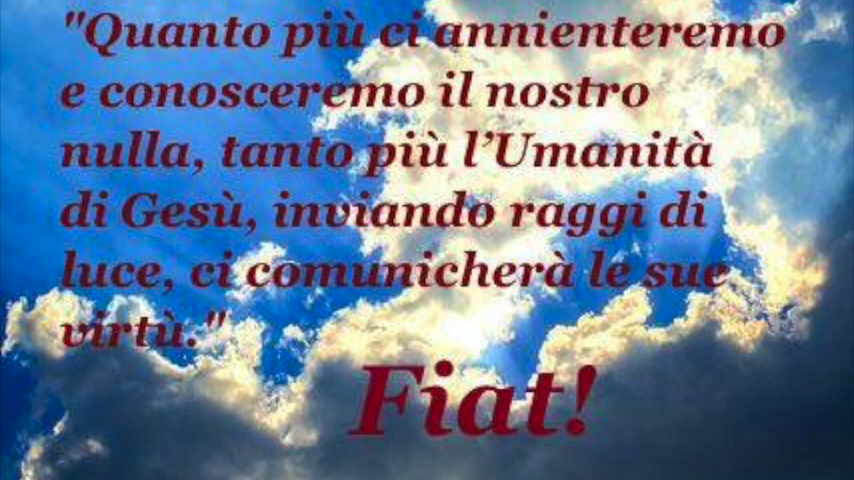 "Quanto più ci annienteremo
e conosceremo il nostro
nulla, tanto più l’Umanità
di Gesù, inviando raggi di
luce, ci comunicherà le sue
virtù."
Fiat!